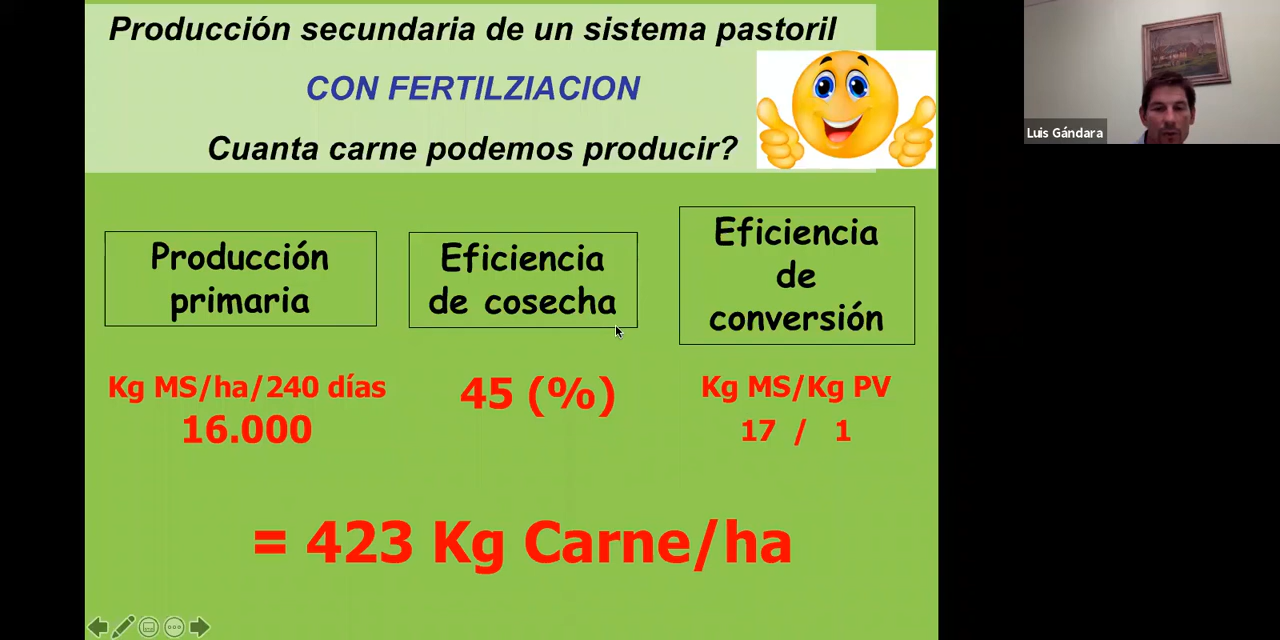 Producción secundaria de un sistema pastoril
CON FERTILZIACION
Cuanta carne podemos producir?
Luis Gándara
Producción
primaria
Eficiencia
de cosecha
Eficiencia
de
conversión
Kg MS/ha/240 días
16.000
45 (%)
Kg MS/Kg PV
17 / 1
= 423 Kg Carne/ha